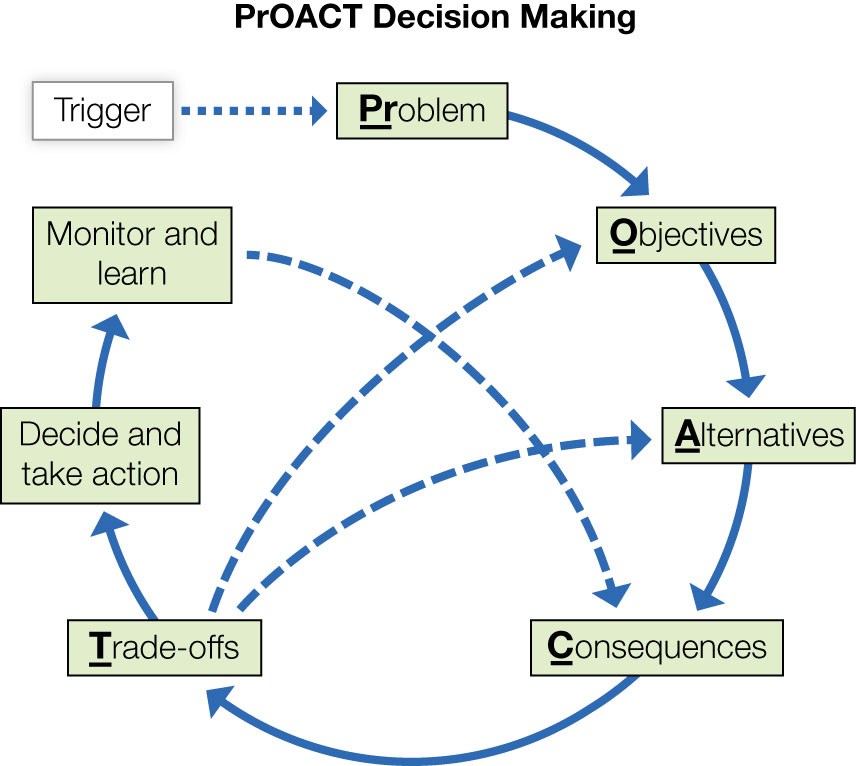 PrOACT Decision Making
Trigger
Problem
Objectives
Alternatives
Consequences
Trade-offs
Decide and
take action
Monitor and
learn